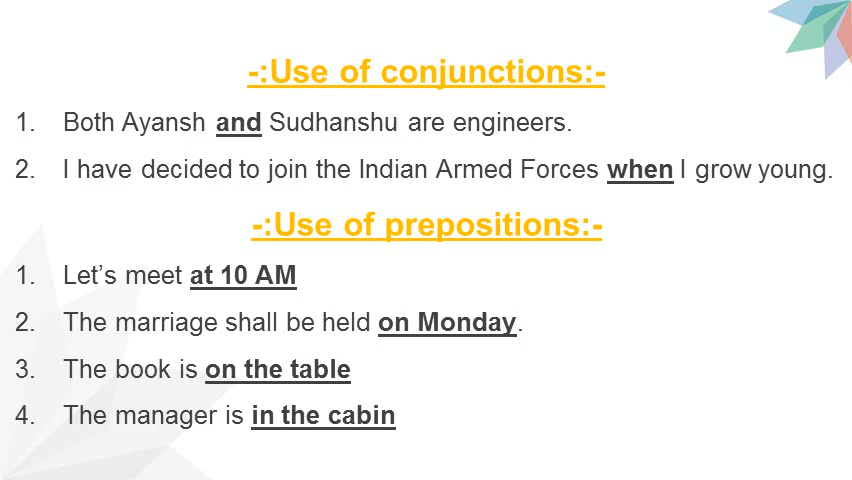 -:Use of conjunctions:-
1. Both Ayansh and Sudhanshu are engineers.
2. I have decided to join the Indian Armed Forces when I grow young.
-:Use of prepositions:-
1. Let’s meet at 10 AM
2. The marriage shall be held on Monday.
3. The book is on the table
4. The manager is in the cabin